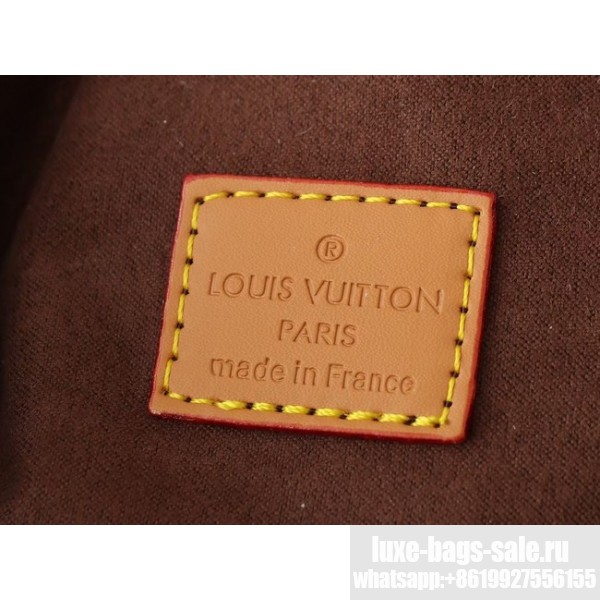 ®
LOUIS VUITTON
PARIS
made in France
luxe-bags-sale.ru
whatsapp:+8619927556155